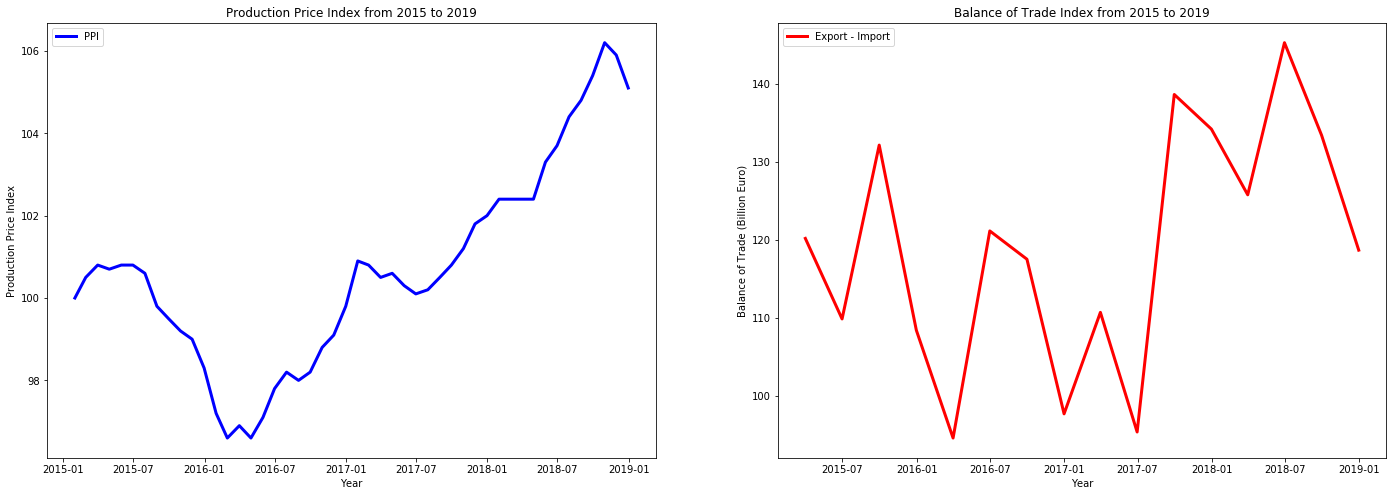 Production Price Index from 2015 to 2019
PPI
106
104
102
100
98
Production Price Index
2015-01 2015-07 2016-01 2016-07 2017-01 2017-07 2018-01 2018-07 2019-01
Year
Balance of Trade Index from 2015 to 2019
Export - Import
140
130
120
110
100
Balance of Trade (Billion Euro)
2015-07 2016-01 2016-07 2017-01 2017-07 2018-01 2018-07 2019-01
Year